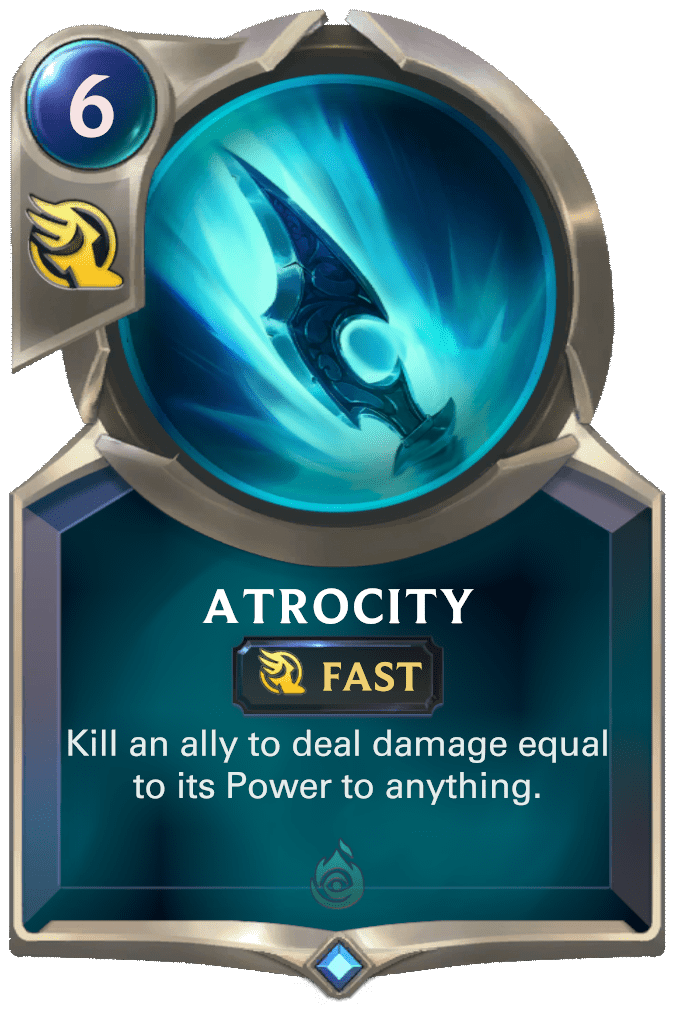 6
ATROCITY
FAST
Kill an ally to deal damage equal
to its Power to anything.